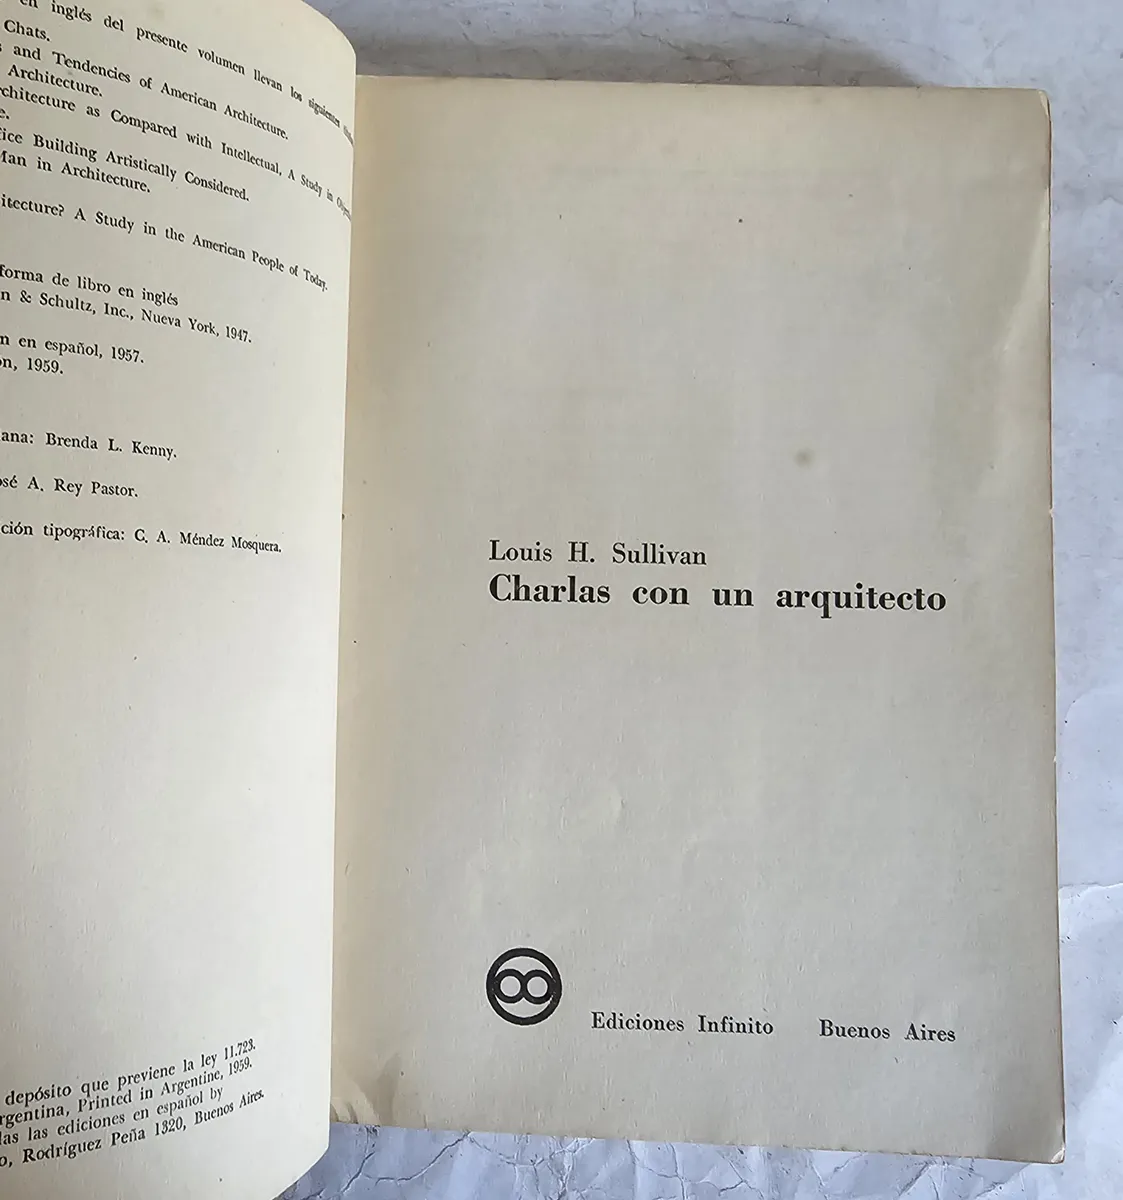 en inglés del presente volumen llevan los siguientes
Chats.
and Tendencies of American Architecture.
Architecture.
chitecture as Compared with Intellectual, A Study in
e.
fice Building Artistically Considered.
Man in Architecture.
itecture? A Study in the American People of Today.
forma de libro en inglés
n & Schultz, Inc., Nueva York, 1947.
n en español, 1957.
ón, 1959.
ana: Brenda L. Kenny.
osé A. Rey Pastor.
ción tipográfica: C. A. Méndez Mosquera.
depósito que previene la ley 11.723.
rgentina, Printed in Argentine, 1959.
las las ediciones en español by
o, Rodríguez Peña 1320, Buenos Aires.
Louis H. Sullivan
Charlas con un arquitecto
Ediciones Infinito Buenos Aires